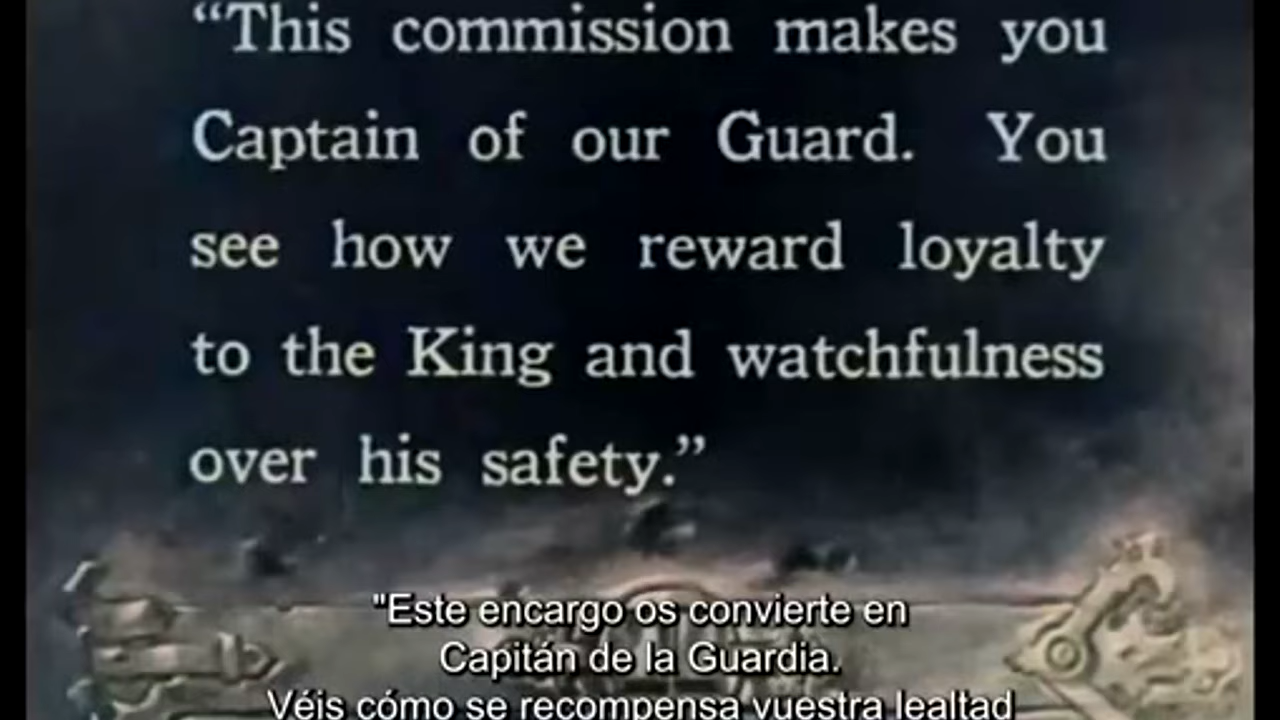 “This commission makes you
Captain of our Guard. You
see how we reward loyalty
to the King and watchfulness
over his safety.”
"Este encargo os convierte en
Capitán de la Guardia.
Véis cómo se recompensa vuestra lealtad